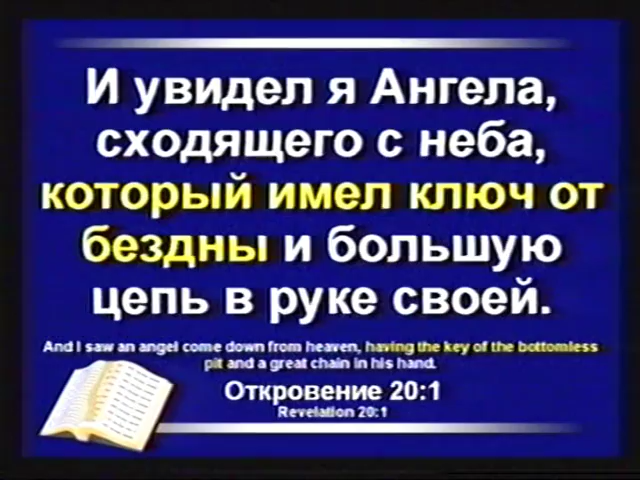 И увидел я Ангела,
сходящего с неба,
который имел ключ от
бездны и большую
цепь в руке своей.
And I saw an angel come down from heaven, having the key of the bottomless
pit and a great chain in his hand.
Откровение 20:1
Revelation 20:1